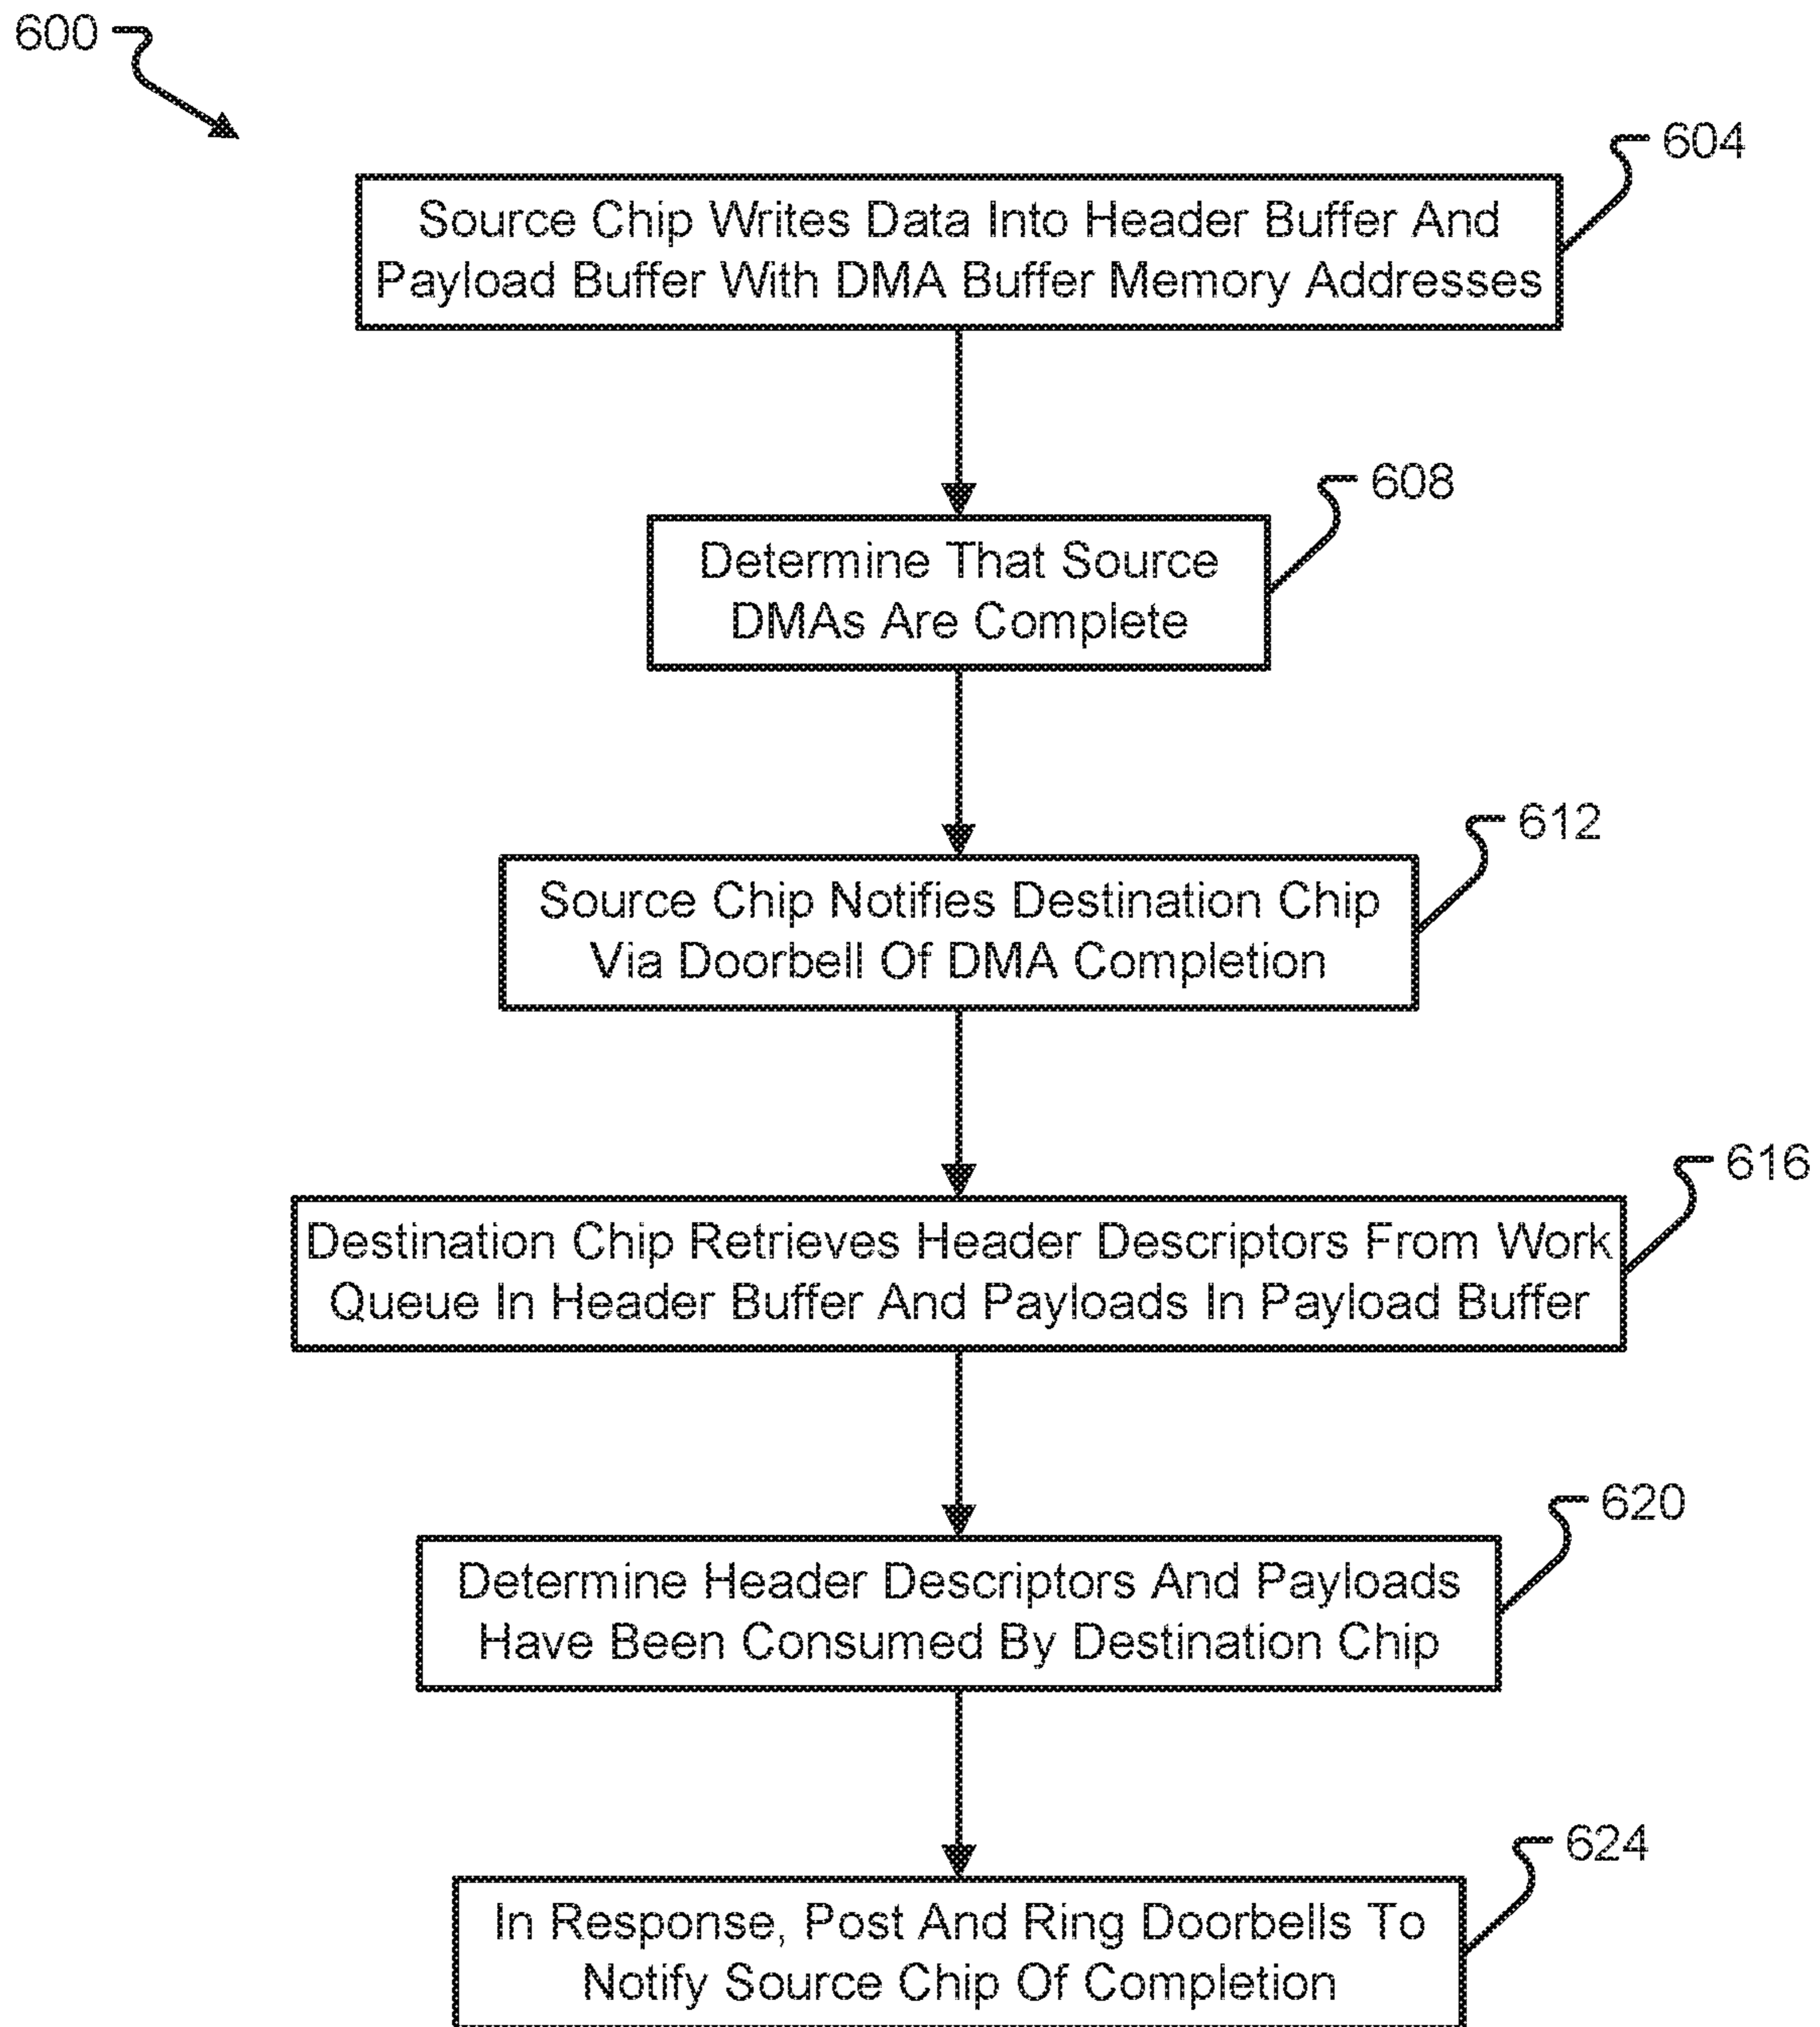 600
604
Source Chip Writes Data Into Header Buffer And
Payload Buffer With DMA Buffer Memory Addresses
608
Determine That Source
DMAs Are Complete
612
Source Chip Notifies Destination Chip
Via Doorbell Of DMA Completion
616
Destination Chip Retrieves Header Descriptors From Work
Queue In Header Buffer And Payloads In Payload Buffer
620
Determine Header Descriptors And Payloads
Have Been Consumed By Destination Chip
624
In Response, Post And Ring Doorbells To
Notify Source Chip Of Completion